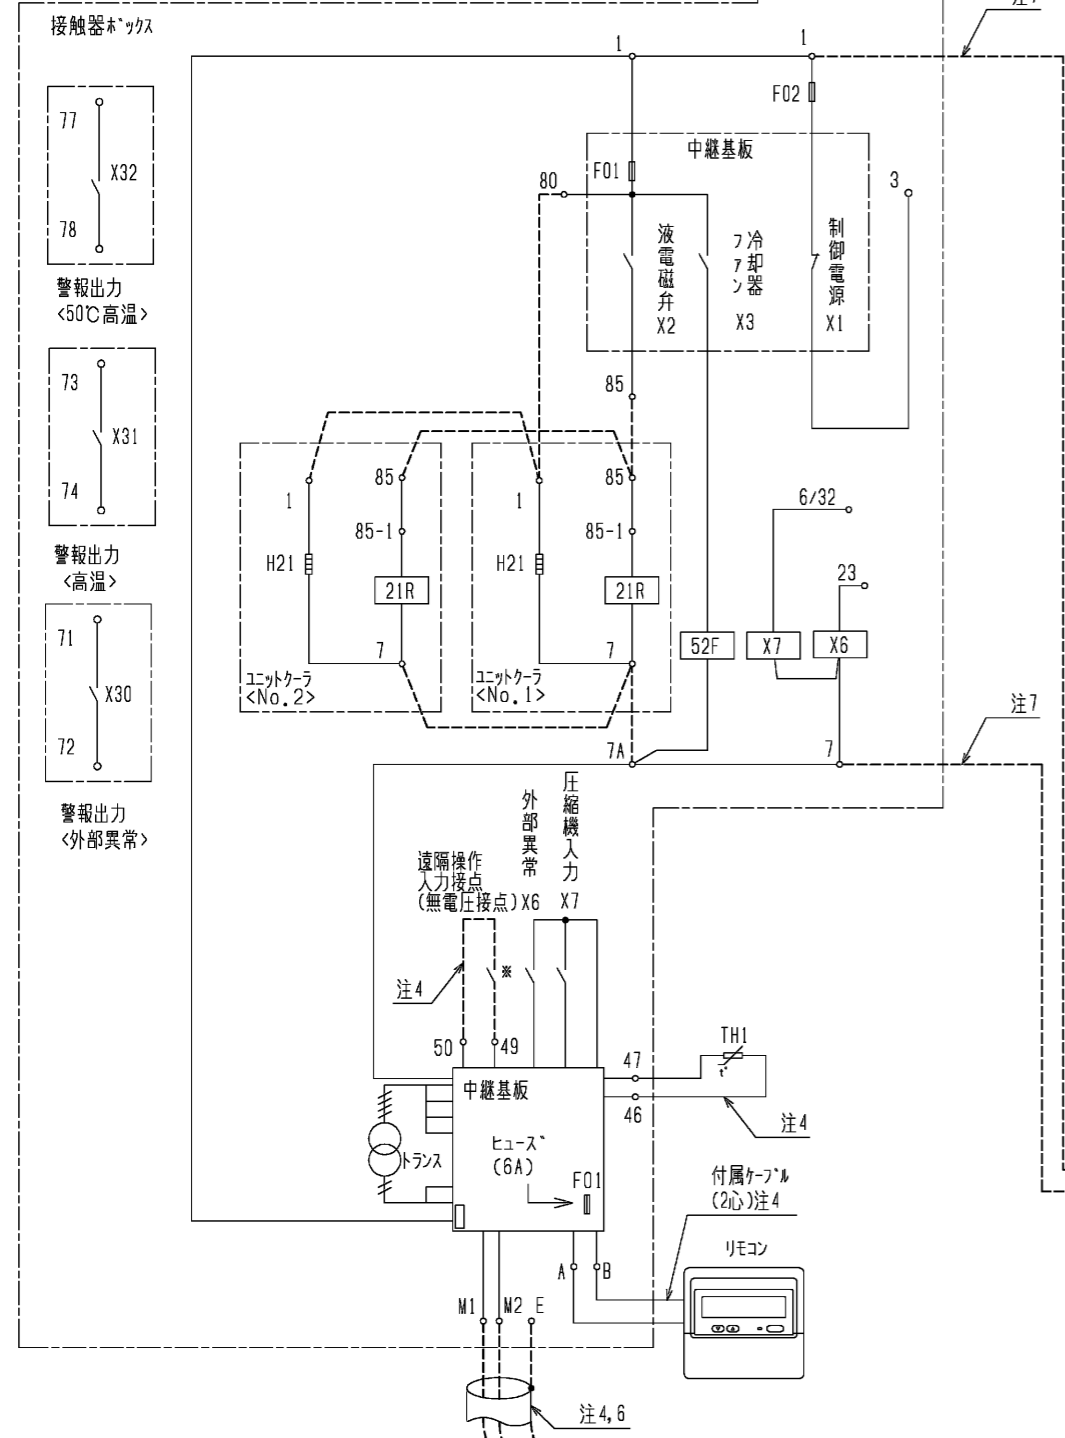 接触器ﾎﾞｯｸｽ
77
X32
78
警報出力
<50℃高温>
73
X31
74
警報出力
<高温>
71
X30
72
警報出力
<外部異常>
1
1
F02
中継基板
F01
80
3
液電磁弁
X2
冷却器
ファン
X3
制御電源
X1
85
1
85
85-1
H21
21R
7
ﾕﾆｯﾄｸｰﾗ
<No.2>
1
85
85-1
H21
21R
7
ﾕﾆｯﾄｸｰﾗ
<No.1>
6/32
23
52F
X7
X6
7A
7
注7
外部異常
X6
圧縮機入力
X7
遠隔操作
入力接点
(無電圧接点)
※
注4
50
49
47
46
TH1
t°
注4
中継基板
ﾄﾗﾝｽ
ﾋｭｰｽﾞ
(6A)
F01
付属ｹｰﾌﾞﾙ
(2心)注4
ﾘﾓｺﾝ
A
B
M1
M2
E
注4,6